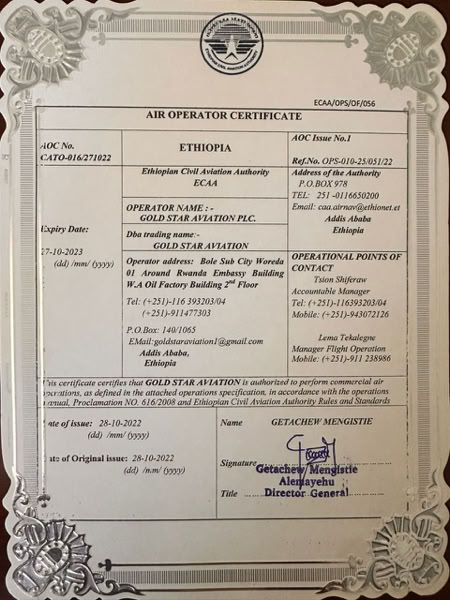 ECAA/OPS/OF/056
AIR OPERATOR CERTIFICATE
AOC No.
CATO-016/271022
Expiry Date:
27-10-2023
(dd) /mm/ (yyyy)
ETHIOPIA
Ethiopian Civil Aviation Authority
ECAA
OPERATOR NAME : -
GOLD STAR AVIATION PLC.
Dba trading name:-
GOLD STAR AVIATION
Operator address: Bole Sub City Woreda
01 Around Rwanda Embassy Building
W.A Oil Factory Building 2nd Floor
Tel: (+251)-116 393203/04
(+251)-911477303
P.O.Box: 140/1065
EMail:goldstaraviation1@gmail.com
Addis Ababa,
Ethiopia
AOC Issue No.1
Ref.No. OPS-010-25/051/22
Address of the Authority
P.O.BOX 978
TEL: 251 -0116650200
Email: caa.airnav@ethionet.et
Addis Ababa
Ethiopia
OPERATIONAL POINTS OF
CONTACT
Tsion Shiferaw
Accountable Manager
Tel: (+251)-116393203/04
Mobile: (+251)-943072126
Lema Tekalegne
Manager Flight Operation
Mobile: (+251)-911 238986
This certificate certifies that GOLD STAR AVIATION is authorized to perform commercial air
operations, as defined in the attached operations specification, in accordance with the operations
manual, Proclamation NO. 616/2008 and Ethiopian Civil Aviation Authority Rules and Standards
ate of issue: 28-10-2022
(dd) /mm/ (yyyy)
ate of Original issue: 28-10-2022
(dd) /mm/ (yyyy)
Name GETACHEW MENGISTIE
Signature
Getachew Mengistie
Alemayehu
Title Director General